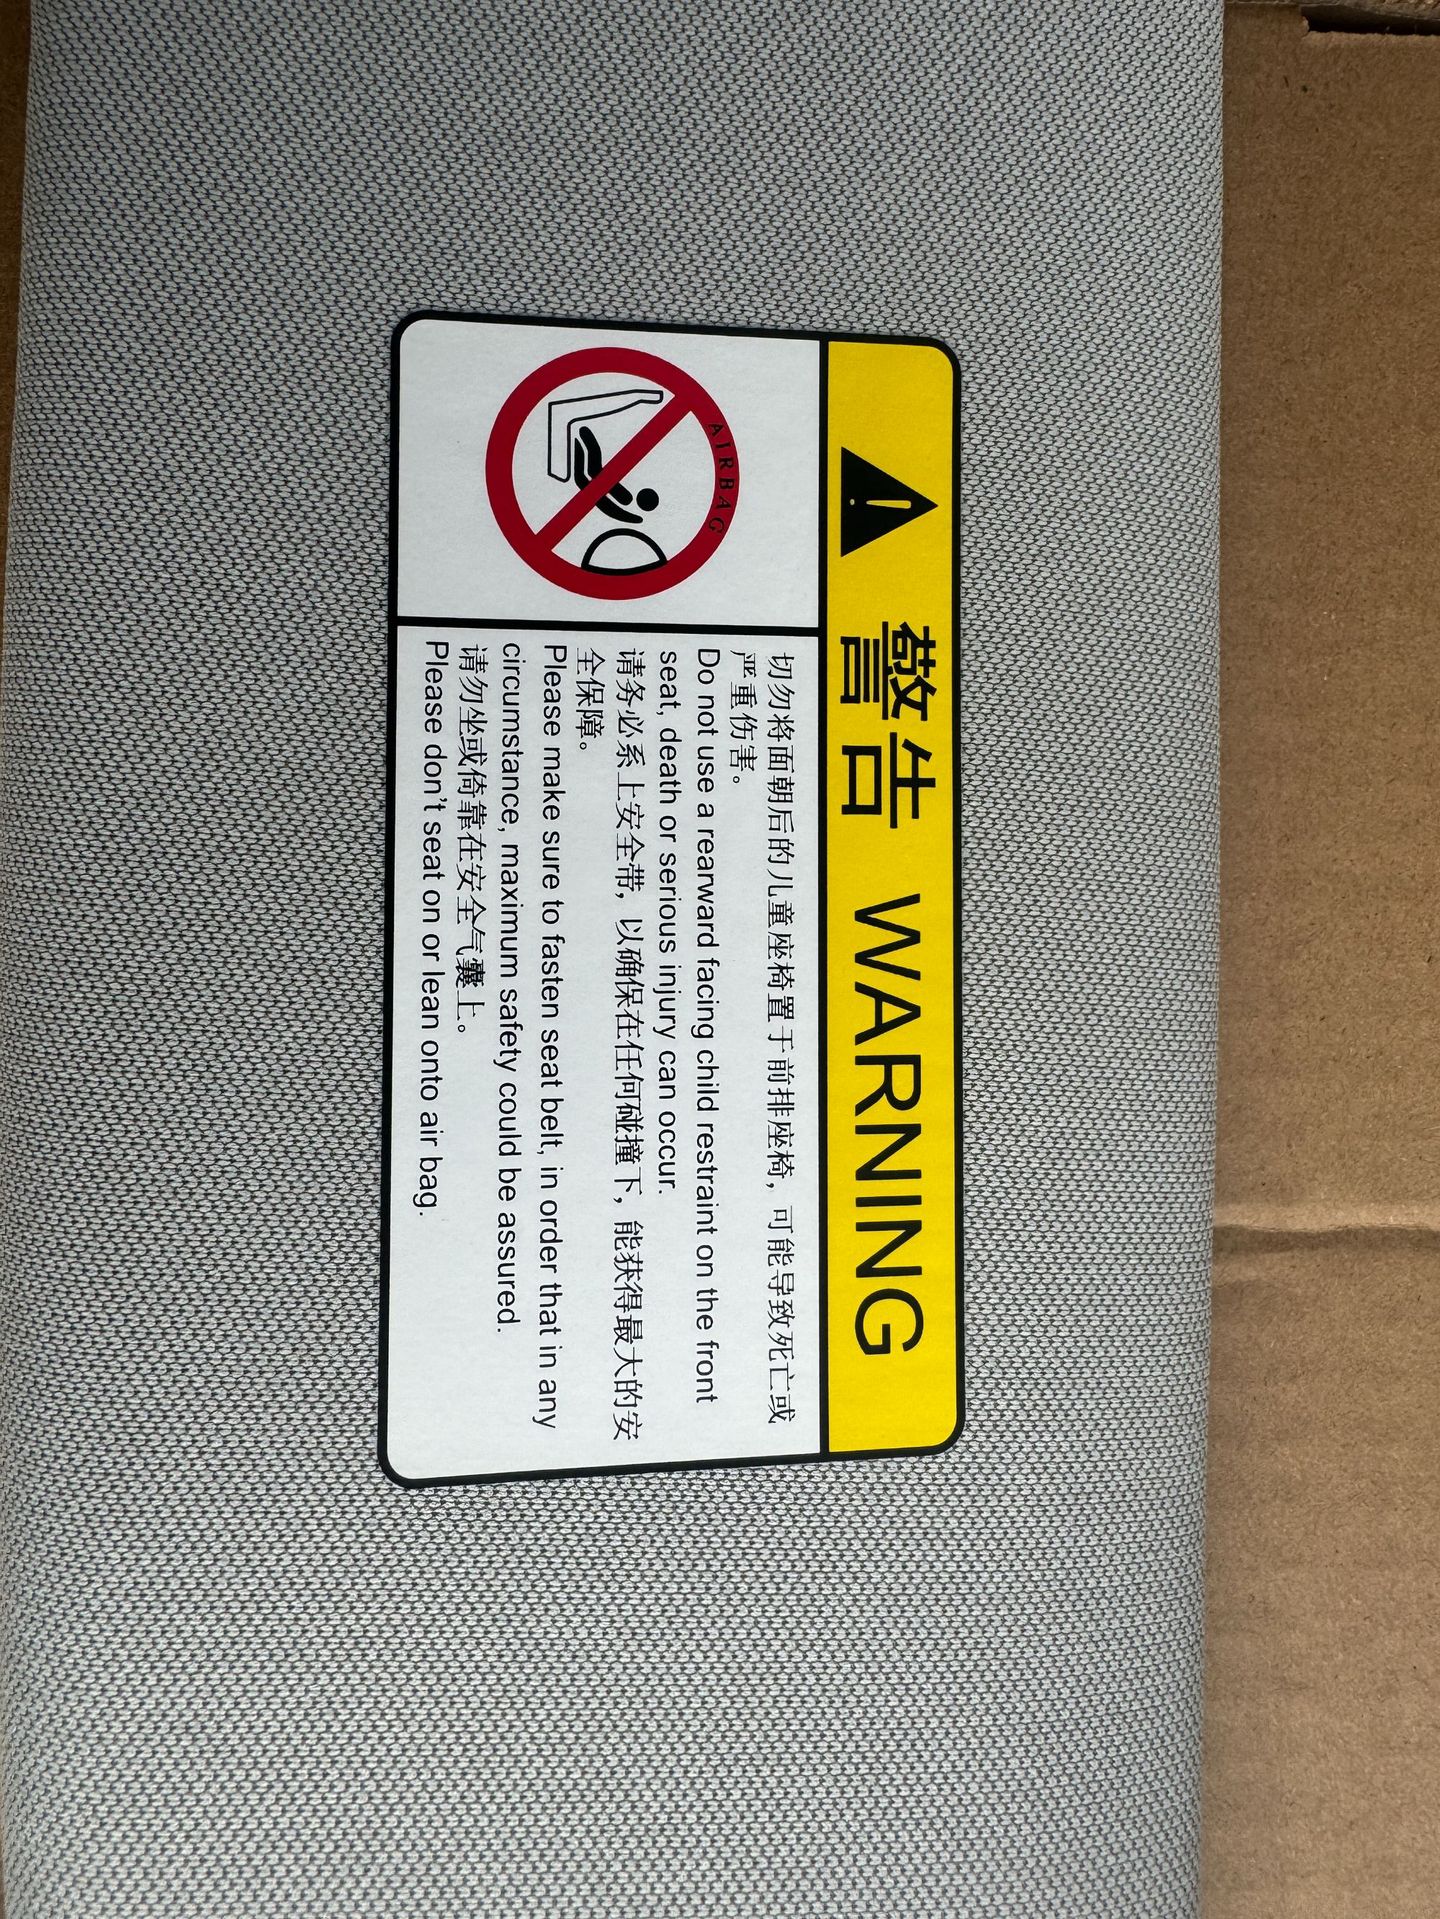 警告 WARNING
AIRBAG
切勿将面朝后的儿童座椅置于前排座椅，可能导致死亡或
严重伤害。
Do not use a rearward facing child restraint on the front
seat, death or serious injury can occur.
请务必系上安全带，以确保在任何碰撞下，能获得最大的安
全保障。
Please make sure to fasten seat belt, in order that in any
circumstance, maximum safety could be assured.
请勿坐或倚靠在安全气囊上。
Please don't seat on or lean onto air bag.